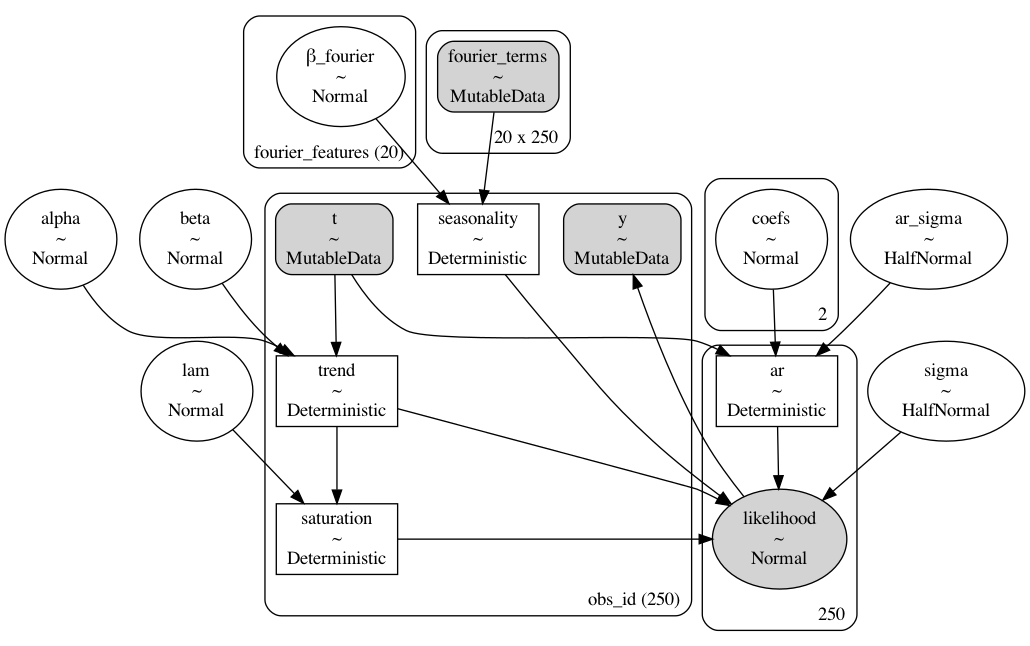 β_fourier
~
Normal
fourier_features (20)
fourier_terms
~
MutableData
20 x 250
alpha
~
Normal
beta
~
Normal
t
~
MutableData
seasonality
~
Deterministic
y
~
MutableData
coefs
~
Normal
2
ar_sigma
~
HalfNormal
lam
~
Normal
trend
~
Deterministic
ar
~
Deterministic
sigma
~
HalfNormal
saturation
~
Deterministic
obs_id (250)
likelihood
~
Normal
250